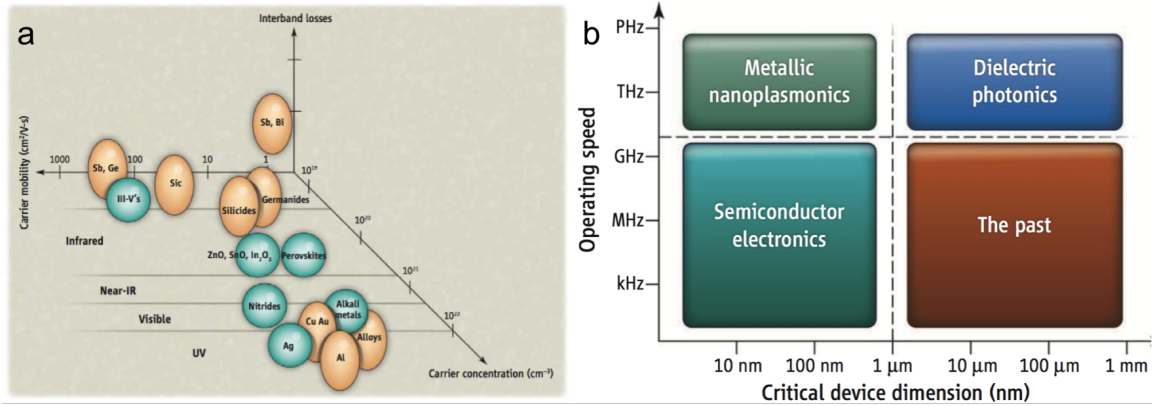 a
Interband losses
Sb, Bi
Carrier mobility (cm²/V-s)
1000
100
10
1
10¹⁹
Sb, Ge
III-V's
Sic
Silicides
Germanides
10²⁰
Infrared
ZnO, SnO, In₂O₃
Perovskites
10²¹
Near-IR
Nitrides
Alkali
metals
Visible
Cu Au
10²²
UV
Ag
Al
Alloys
Carrier concentration (cm⁻³)
b
Operating speed
PHz
THz
GHz
MHz
kHz
Metallic
nanoplasmonics
Dielectric
photonics
Semiconductor
electronics
The past
10 nm
100 nm
1 μm
10 μm
100 μm
1 mm
Critical device dimension (nm)